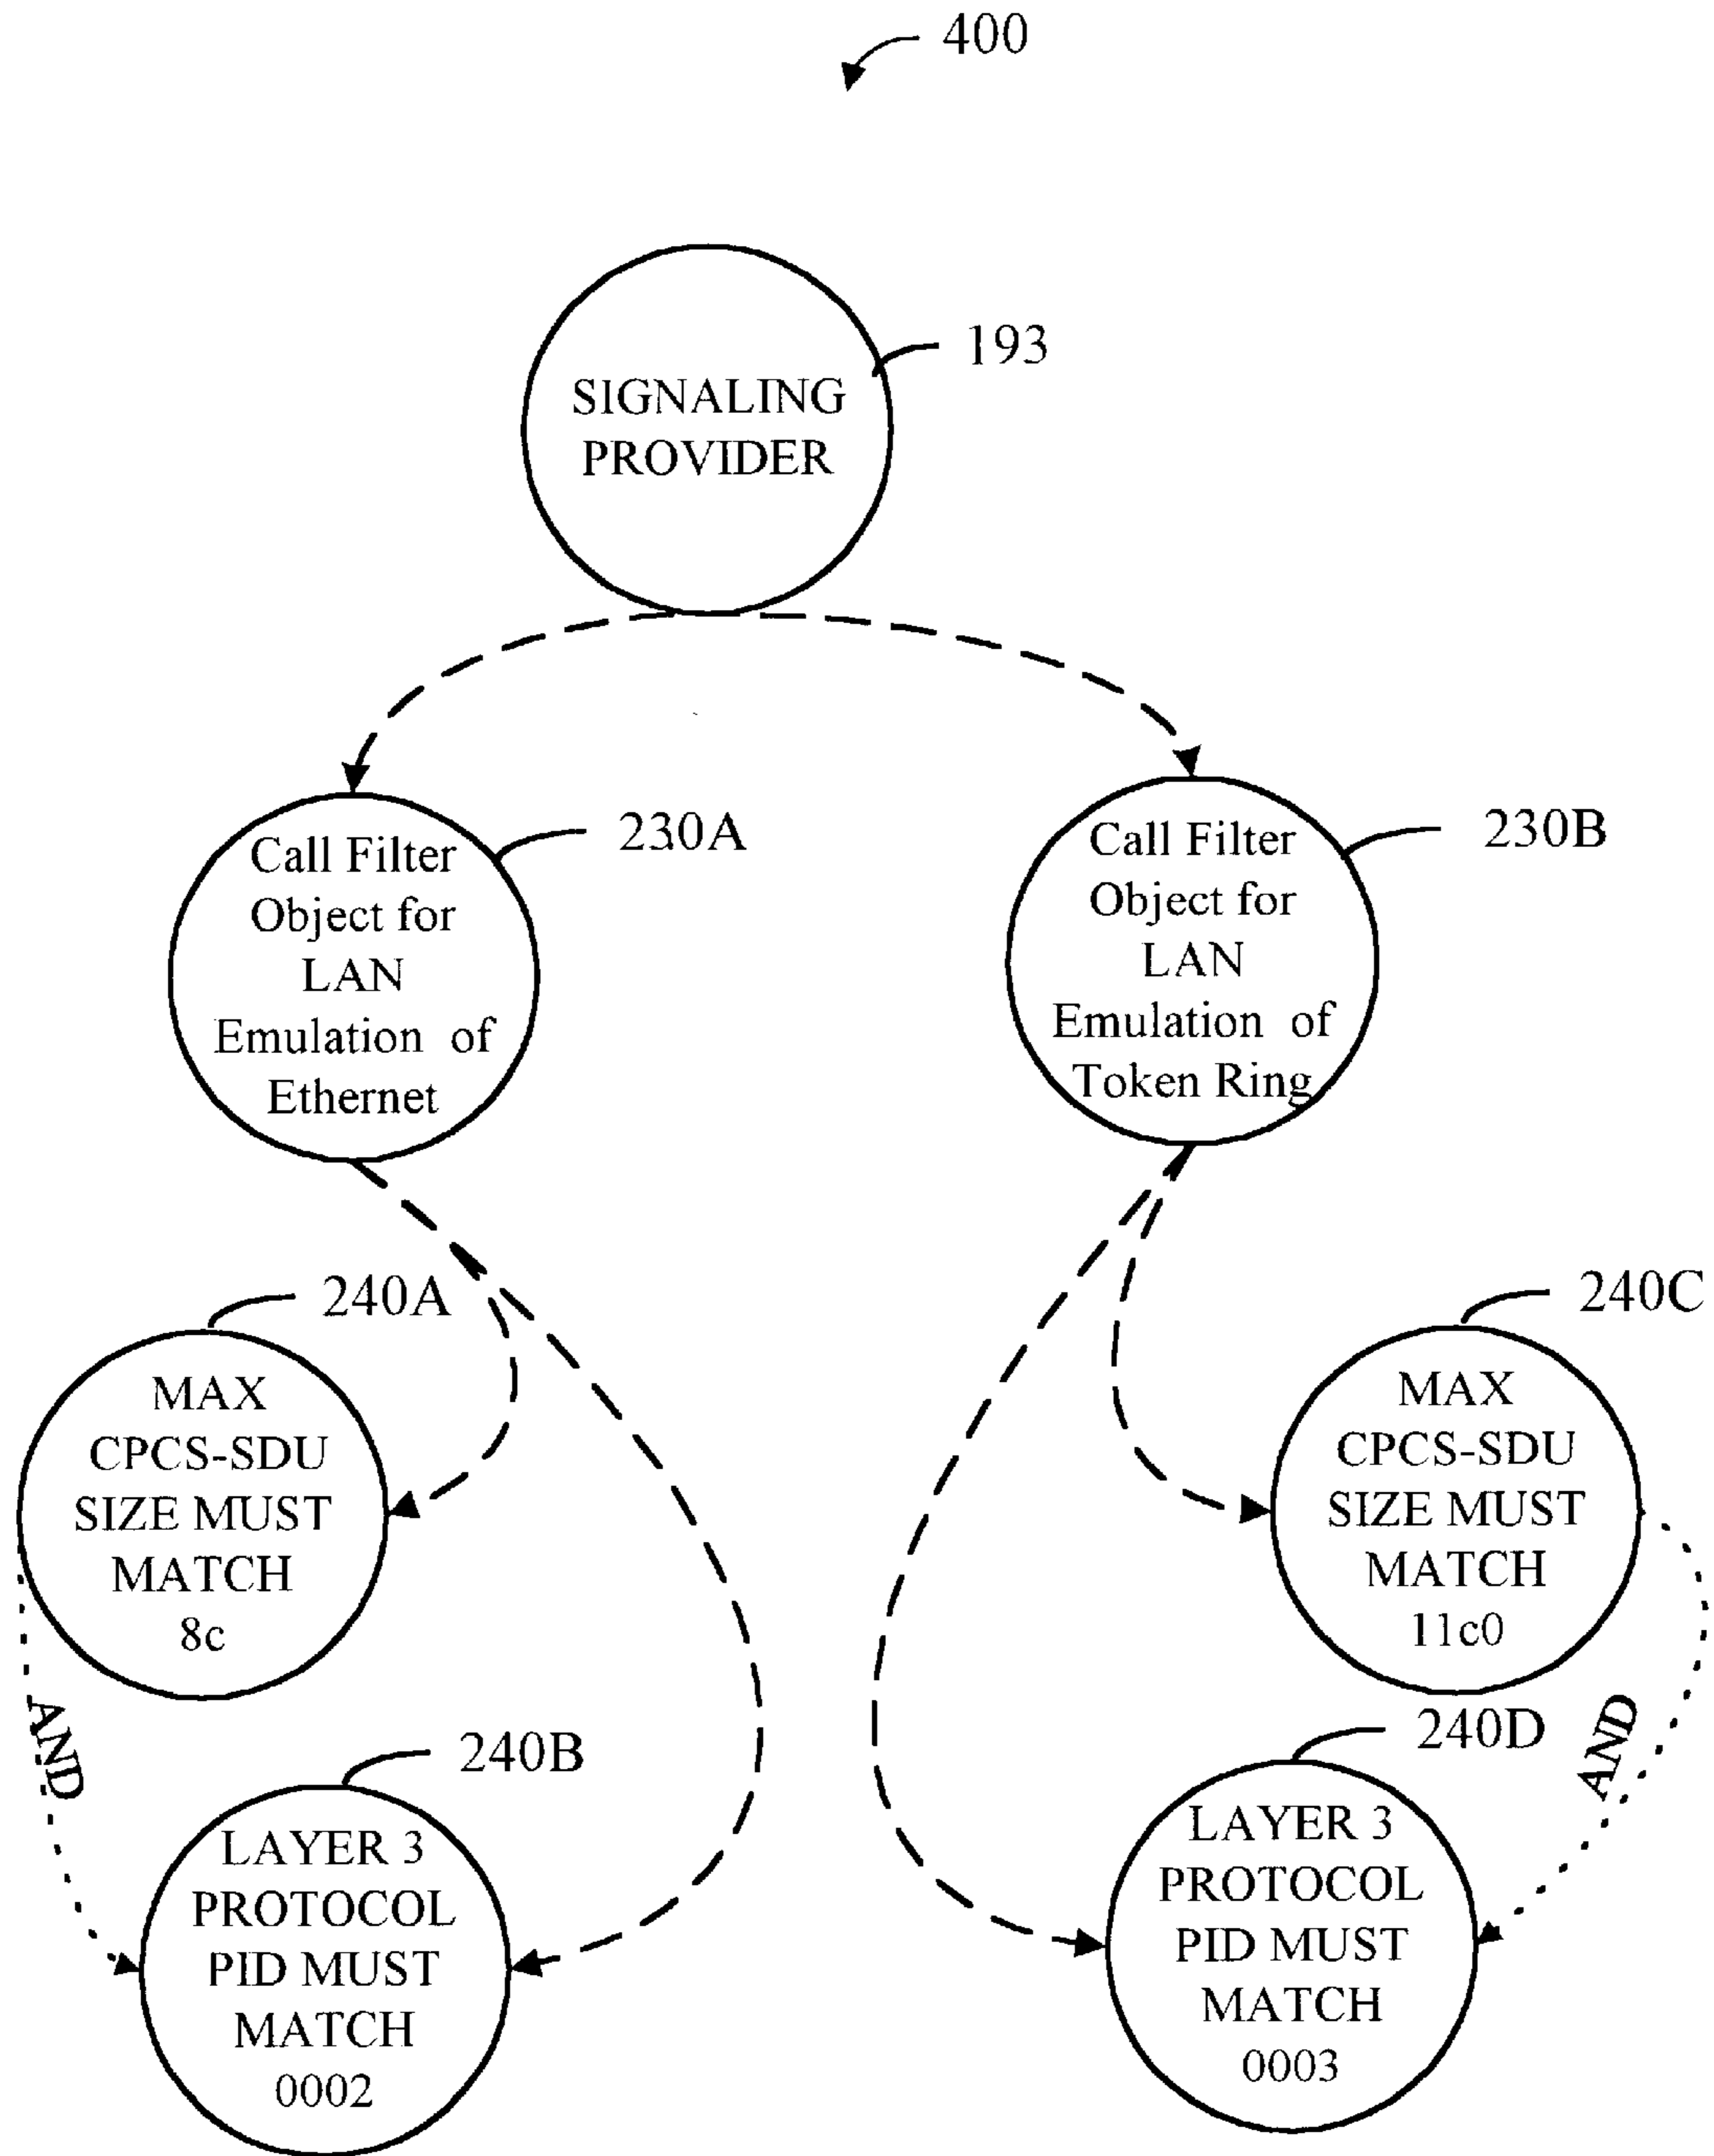 400
193
SIGNALING
PROVIDER
230A
Call Filter
Object for
LAN
Emulation of
Ethernet
230B
Call Filter
Object for
LAN
Emulation of
Token Ring
240A
MAX
CPCS-SDU
SIZE MUST
MATCH
8c
240C
MAX
CPCS-SDU
SIZE MUST
MATCH
11c0
AND
240B
LAYER 3
PROTOCOL
PID MUST
MATCH
0002
240D
LAYER 3
PROTOCOL
PID MUST
MATCH
0003
AND